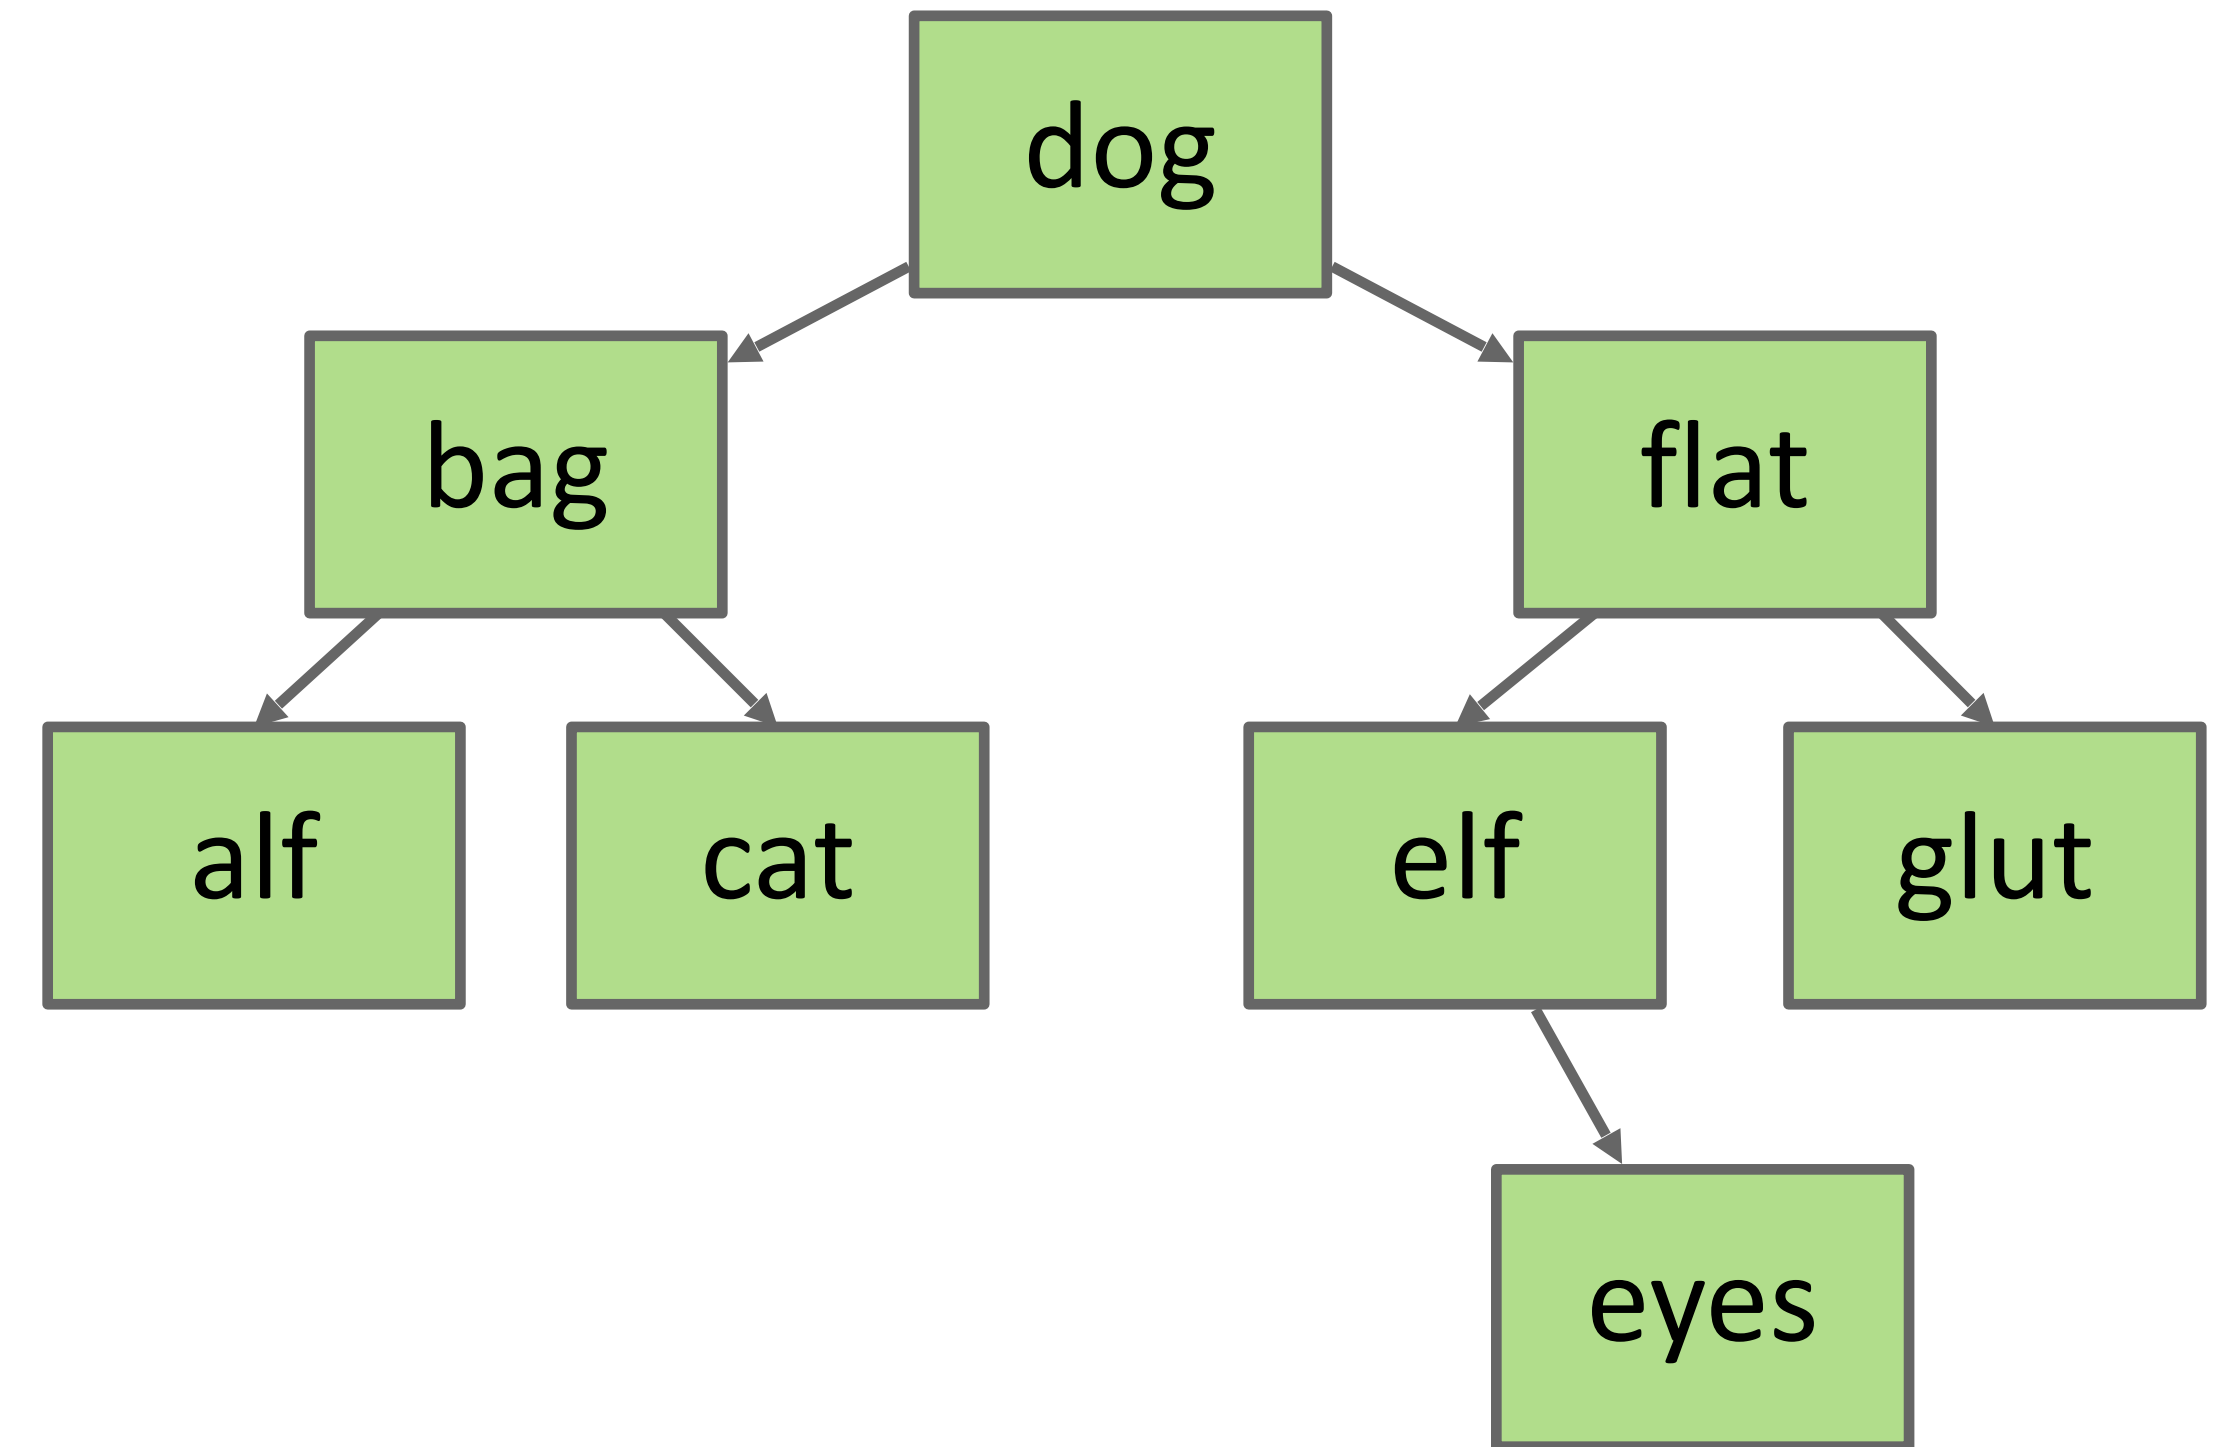 dog
bag
flat
alf
cat
elf
glut
eyes